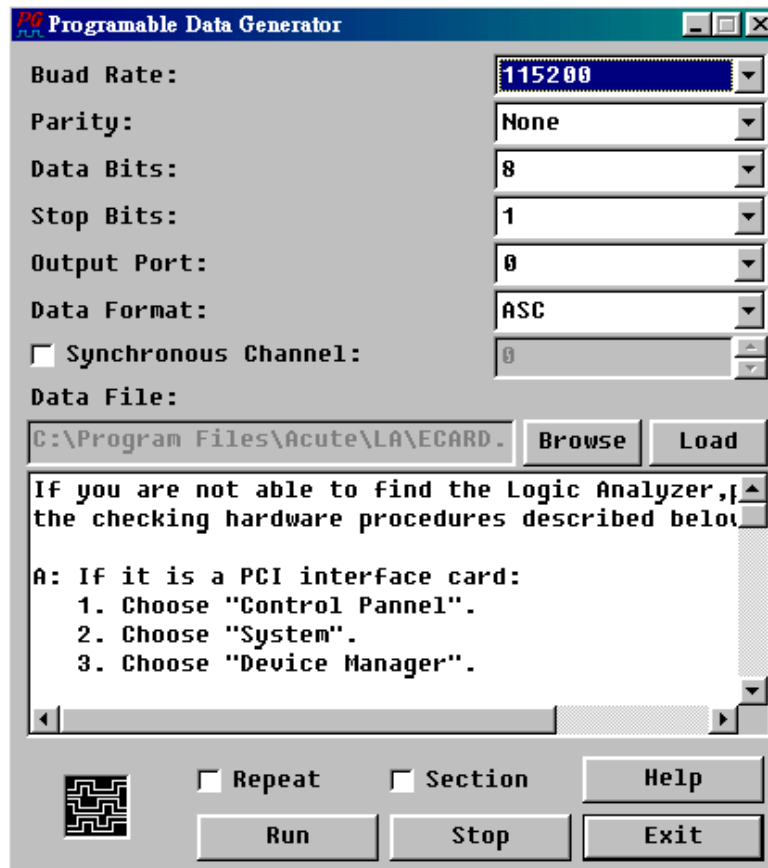 PG Programable Data Generator
Buad Rate: 115200
Parity: None
Data Bits: 8
Stop Bits: 1
Output Port: 0
Data Format: ASC
Synchronous Channel: 0
Data File:
C:\Program Files\Acute\LA\ECARD. Browse Load
If you are not able to find the Logic Analyzer,
the checking hardware procedures described
A: If it is a PCI interface card:
1. Choose "Control Pannel".
2. Choose "System".
3. Choose "Device Manager".
Repeat Section Help
Run Stop Exit